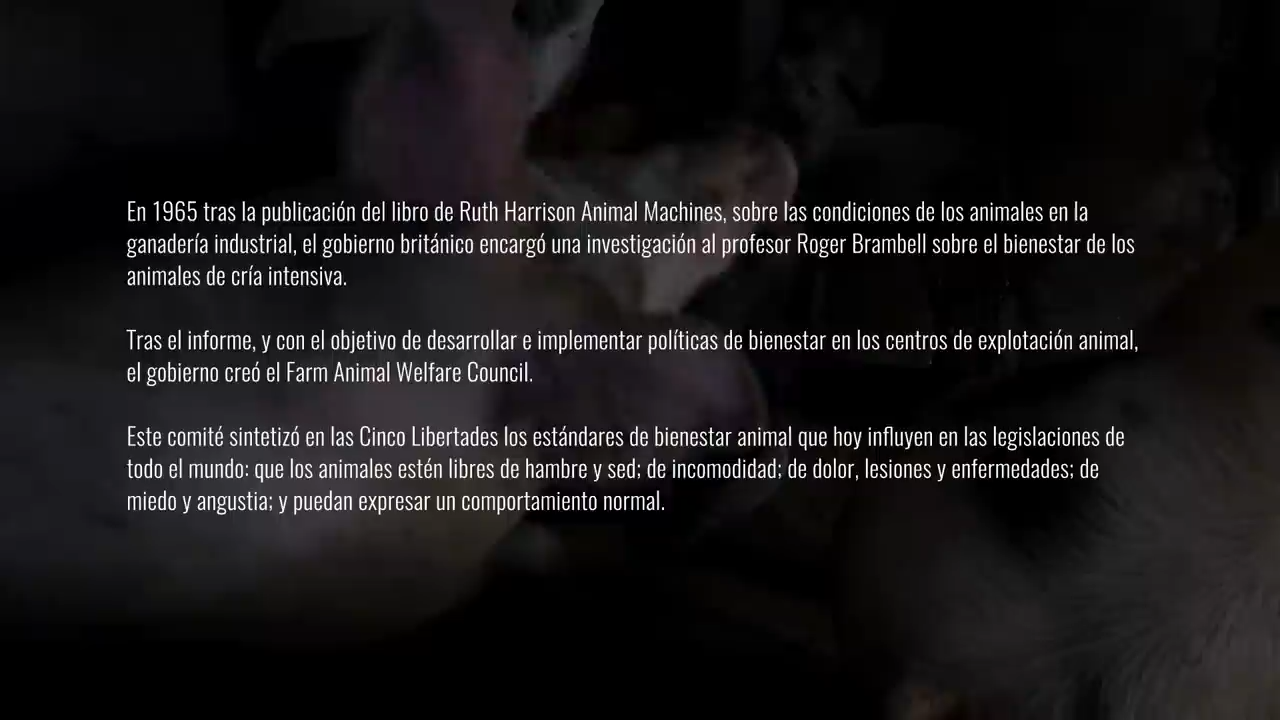 En 1965 tras la publicación del libro de Ruth Harrison Animal Machines, sobre las condiciones de los animales en la
ganadería industrial, el gobierno británico encargó una investigación al profesor Roger Brambell sobre el bienestar de los
animales de cría intensiva.
Tras el informe, y con el objetivo de desarrollar e implementar políticas de bienestar en los centros de explotación animal,
el gobierno creó el Farm Animal Welfare Council.
Este comité sintetizó en las Cinco Libertades los estándares de bienestar animal que hoy influyen en las legislaciones de
todo el mundo: que los animales estén libres de hambre y sed; de incomodidad; de dolor, lesiones y enfermedades; de
miedo y angustia; y puedan expresar un comportamiento normal.